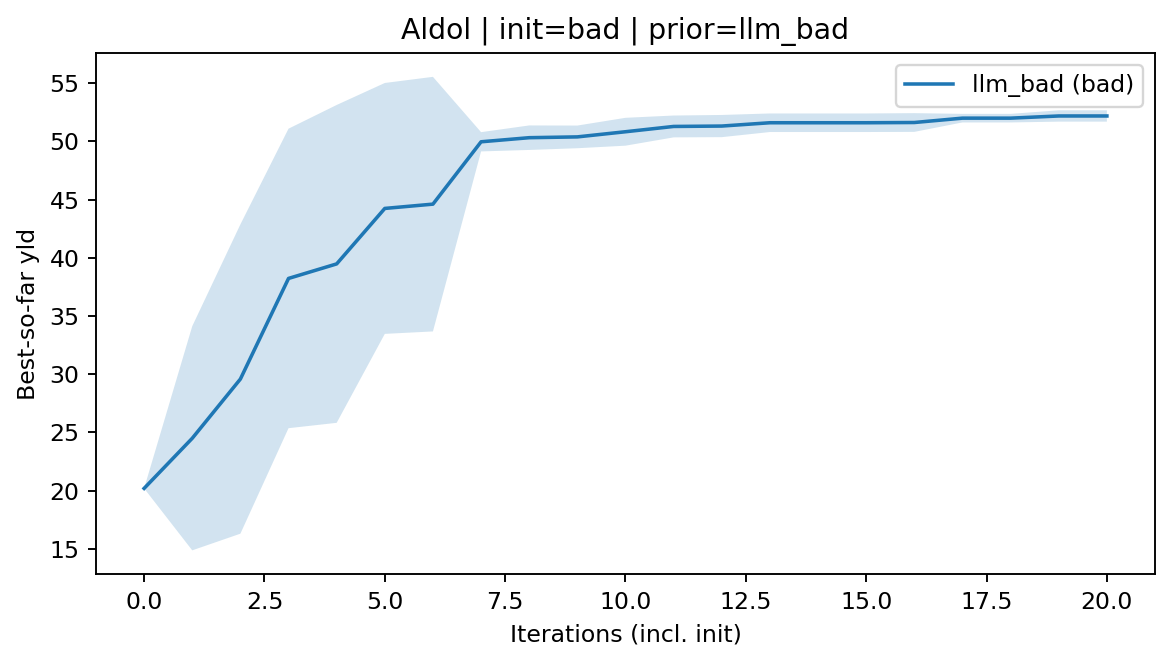 Aldol | init=bad | prior=llm_bad
llm_bad (bad)
Best-so-far yld
55
50
45
40
35
30
25
20
15
0.0 2.5 5.0 7.5 10.0 12.5 15.0 17.5 20.0
Iterations (incl. init)